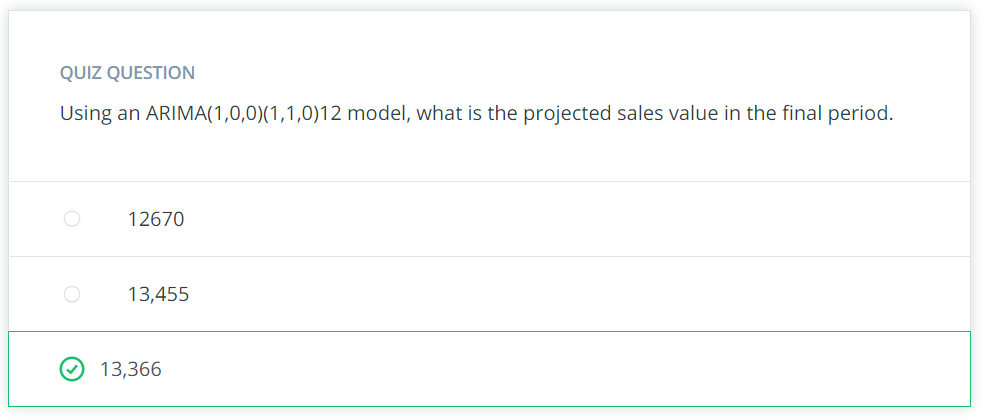 QUIZ QUESTION
Using an ARIMA(1,0,0)(1,1,0)12 model, what is the projected sales value in the final period.
12670
13,455
13,366